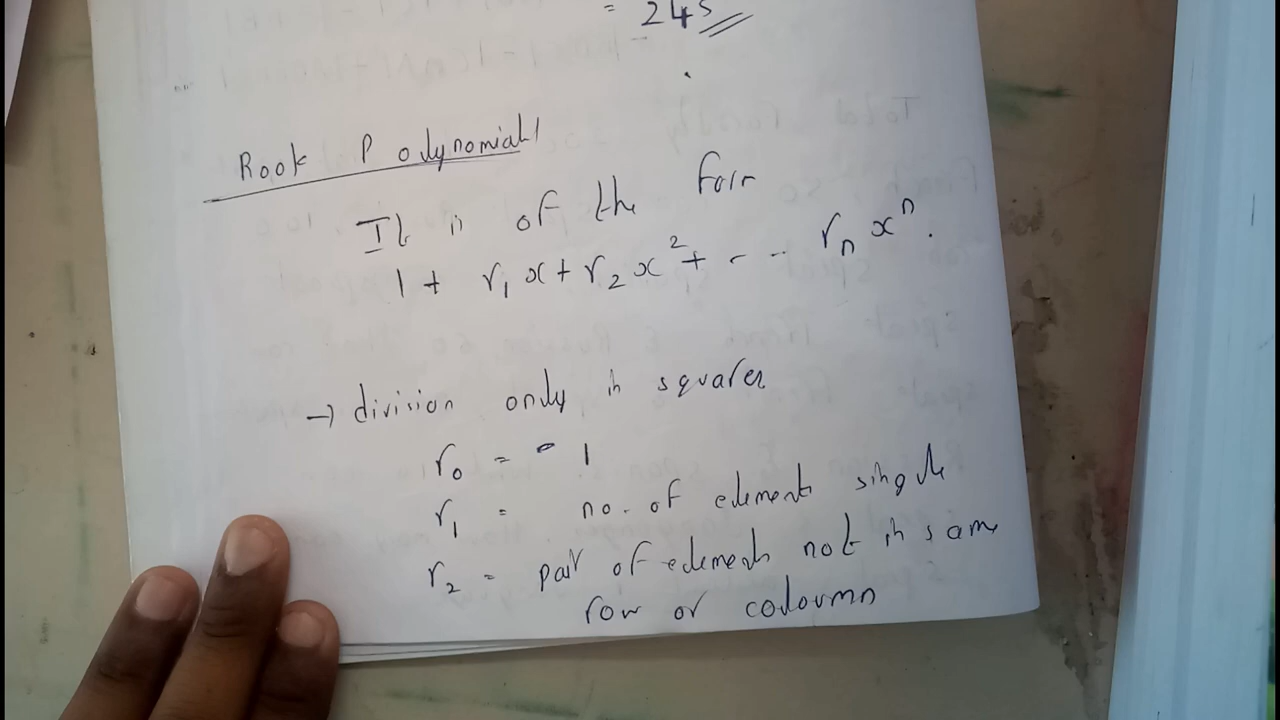 = 245
Rook Polynomial
It is of the form
1 + r₁x + r₂x² + - - - rₙxⁿ.
→ division only in squares
r₀ = 1
r₁ = no. of elements single
r₂ = pair of elements not in same
row or coloumn